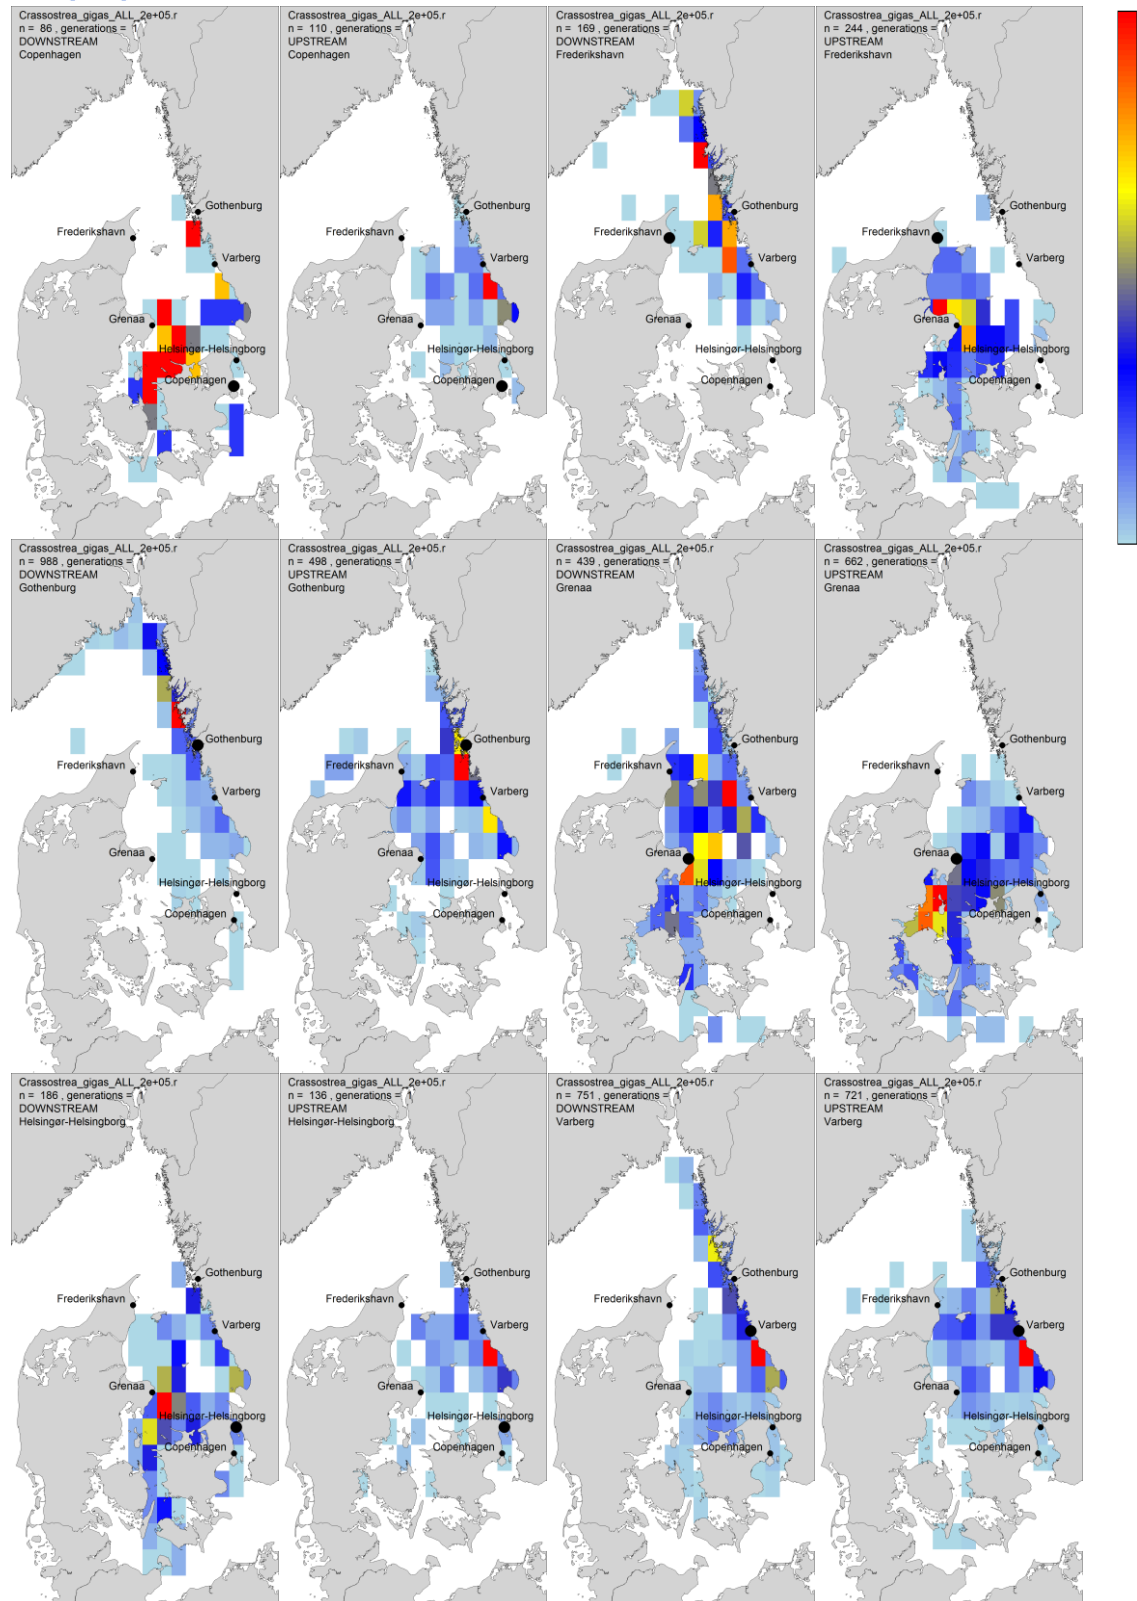 Crassostrea_gigas_ALL_2e+05.r
n = 86 , generations = 1
DOWNSTREAM
Copenhagen
Gothenburg
Frederikshavn
Varberg
Grenaa
Helsingør-Helsingborg
Copenhagen
Crassostrea_gigas_ALL_2e+05.r
n = 110 , generations = 1
UPSTREAM
Copenhagen
Gothenburg
Frederikshavn
Varberg
Grenaa
Helsingør-Helsingborg
Copenhagen
Crassostrea_gigas_ALL_2e+05.r
n = 169 , generations = 1
DOWNSTREAM
Frederikshavn
Gothenburg
Frederikshavn
Varberg
Grenaa
Helsingør-Helsingborg
Copenhagen
Crassostrea_gigas_ALL_2e+05.r
n = 244 , generations = 1
UPSTREAM
Frederikshavn
Gothenburg
Frederikshavn
Varberg
Grenaa
Helsingør-Helsingborg
Copenhagen
Crassostrea_gigas_ALL_2e+05.r
n = 988 , generations = 1
DOWNSTREAM
Gothenburg
Gothenburg
Frederikshavn
Varberg
Grenaa
Helsingør-Helsingborg
Copenhagen
Crassostrea_gigas_ALL_2e+05.r
n = 498 , generations = 1
UPSTREAM
Gothenburg
Gothenburg
Frederikshavn
Varberg
Grenaa
Helsingør-Helsingborg
Copenhagen
Crassostrea_gigas_ALL_2e+05.r
n = 439 , generations = 1
DOWNSTREAM
Grenaa
Gothenburg
Frederikshavn
Varberg
Grenaa
Helsingør-Helsingborg
Copenhagen
Crassostrea_gigas_ALL_2e+05.r
n = 662 , generations = 1
UPSTREAM
Grenaa
Gothenburg
Frederikshavn
Varberg
Grenaa
Helsingør-Helsingborg
Copenhagen
Crassostrea_gigas_ALL_2e+05.r
n = 186 , generations = 1
DOWNSTREAM
Helsingør-Helsingborg
Gothenburg
Frederikshavn
Varberg
Grenaa
Helsingør-Helsingborg
Copenhagen
Crassostrea_gigas_ALL_2e+05.r
n = 136 , generations = 1
UPSTREAM
Helsingør-Helsingborg
Gothenburg
Frederikshavn
Varberg
Grenaa
Helsingør-Helsingborg
Copenhagen
Crassostrea_gigas_ALL_2e+05.r
n = 751 , generations = 1
DOWNSTREAM
Varberg
Gothenburg
Frederikshavn
Varberg
Grenaa
Helsingør-Helsingborg
Copenhagen
Crassostrea_gigas_ALL_2e+05.r
n = 721 , generations = 1
UPSTREAM
Varberg
Gothenburg
Frederikshavn
Varberg
Grenaa
Helsingør-Helsingborg
Copenhagen